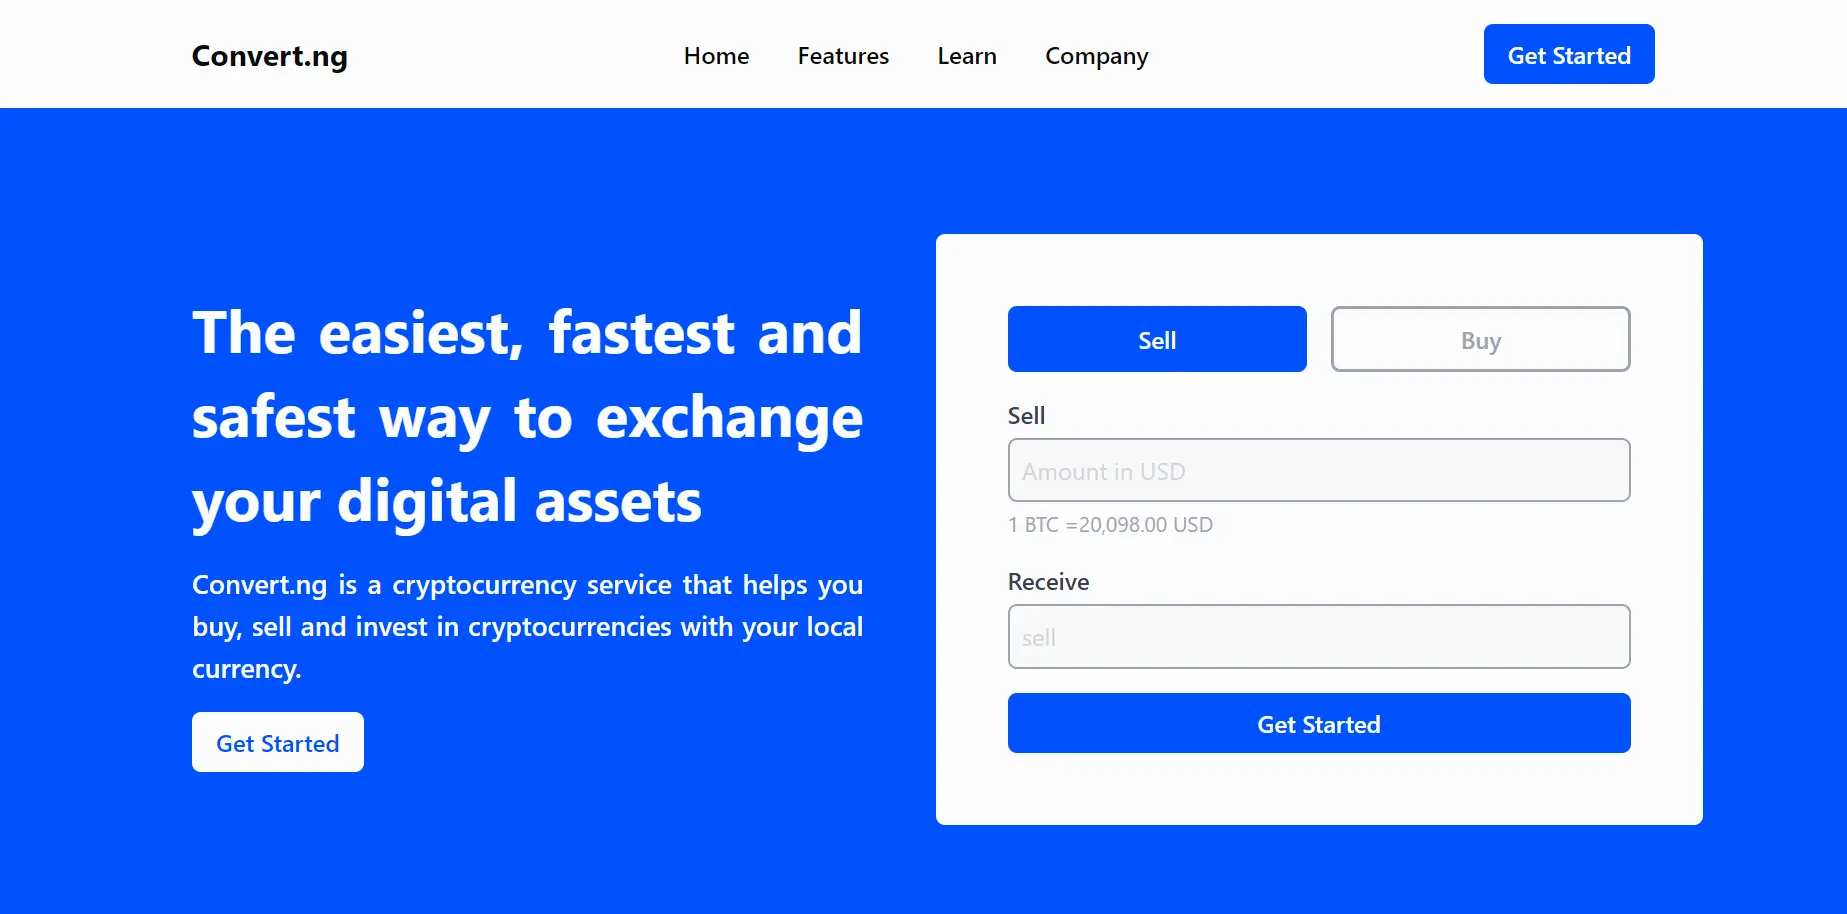 Convert.ng
Home
Features
Learn
Company
Get Started
The easiest, fastest and
safest way to exchange
your digital assets
Convert.ng is a cryptocurrency service that helps you
buy, sell and invest in cryptocurrencies with your local
currency.
Get Started
Sell
Buy
Sell
Amount in USD
1 BTC =20,098.00 USD
Receive
sell
Get Started